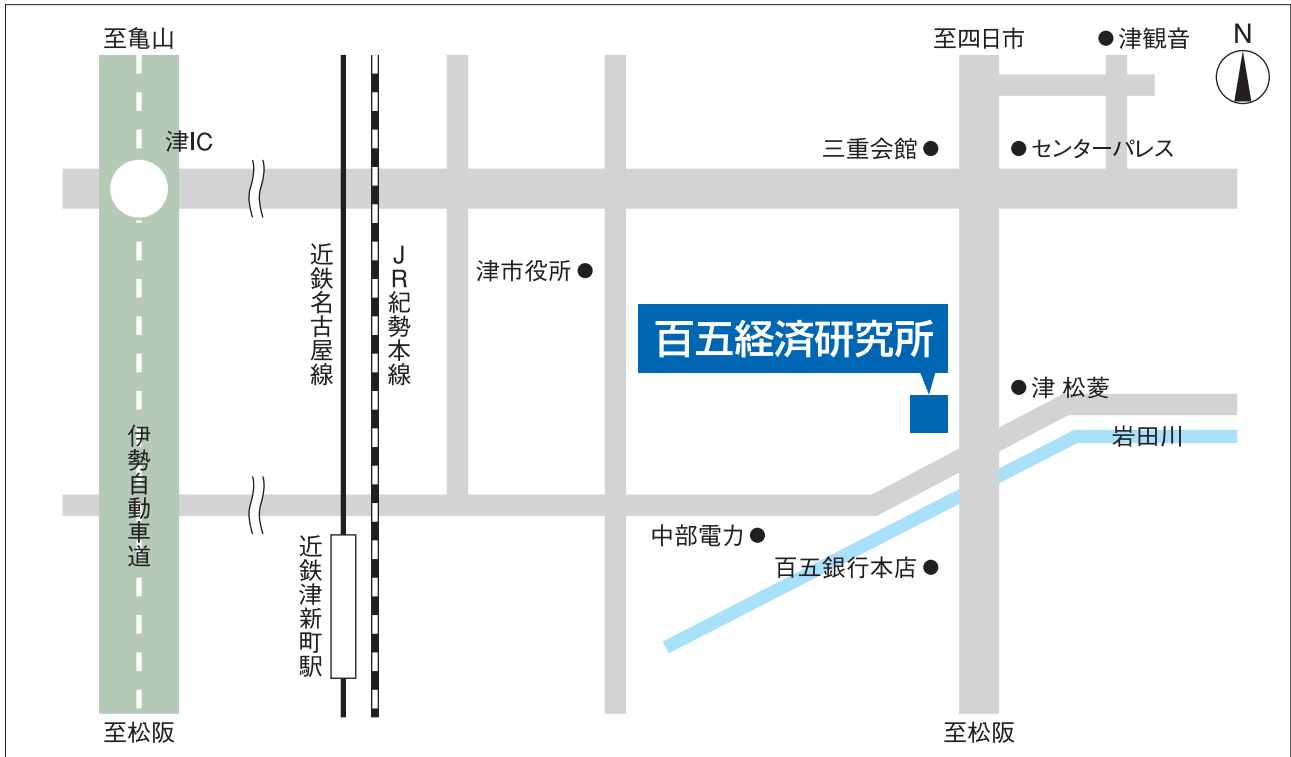 至亀山
至四日市
津観音
N
津IC
三重会館
センターパレス
近鉄名古屋線
JR紀勢本線
津市役所
百五経済研究所
津 松菱
岩田川
伊勢自動車道
中部電力
百五銀行本店
近鉄津新町駅
至松阪
至松阪